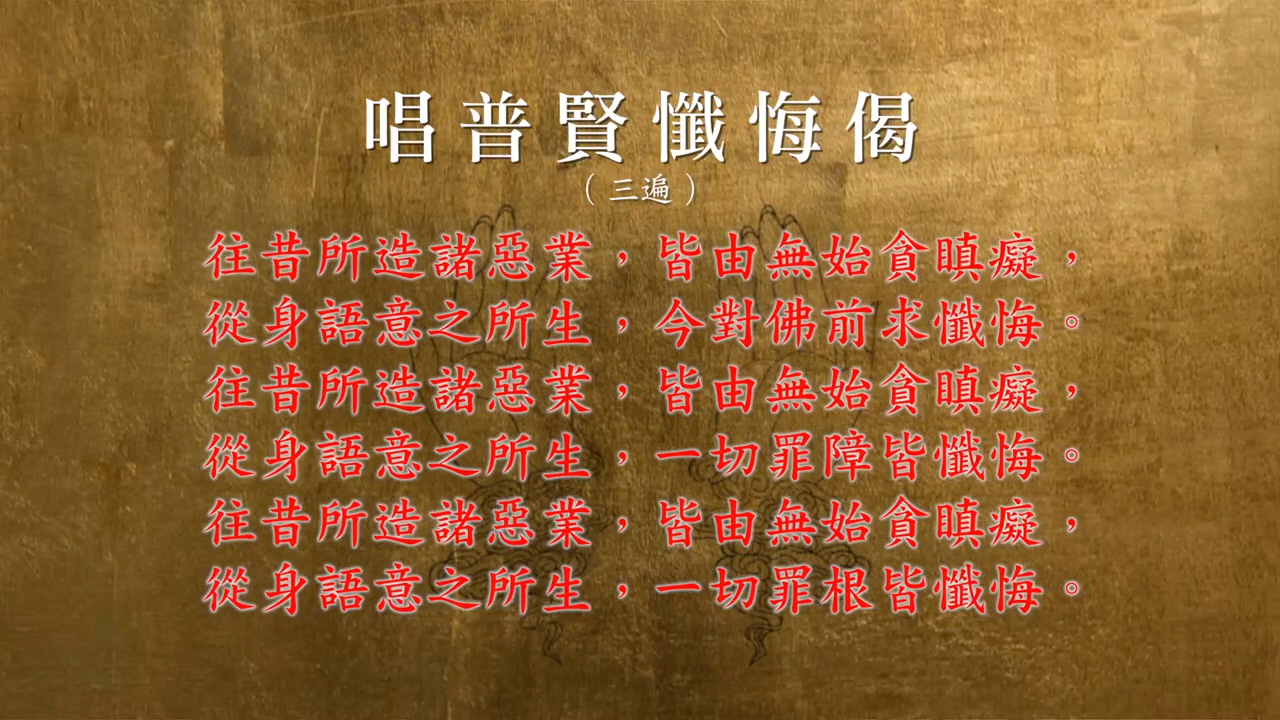 唱普賢懺悔偈
（三遍）
往昔所造諸惡業，皆由無始貪瞋癡，
從身語意之所生，今對佛前求懺悔。
往昔所造諸惡業，皆由無始貪瞋癡，
從身語意之所生，一切罪障皆懺悔。
往昔所造諸惡業，皆由無始貪瞋癡，
從身語意之所生，一切罪根皆懺悔。